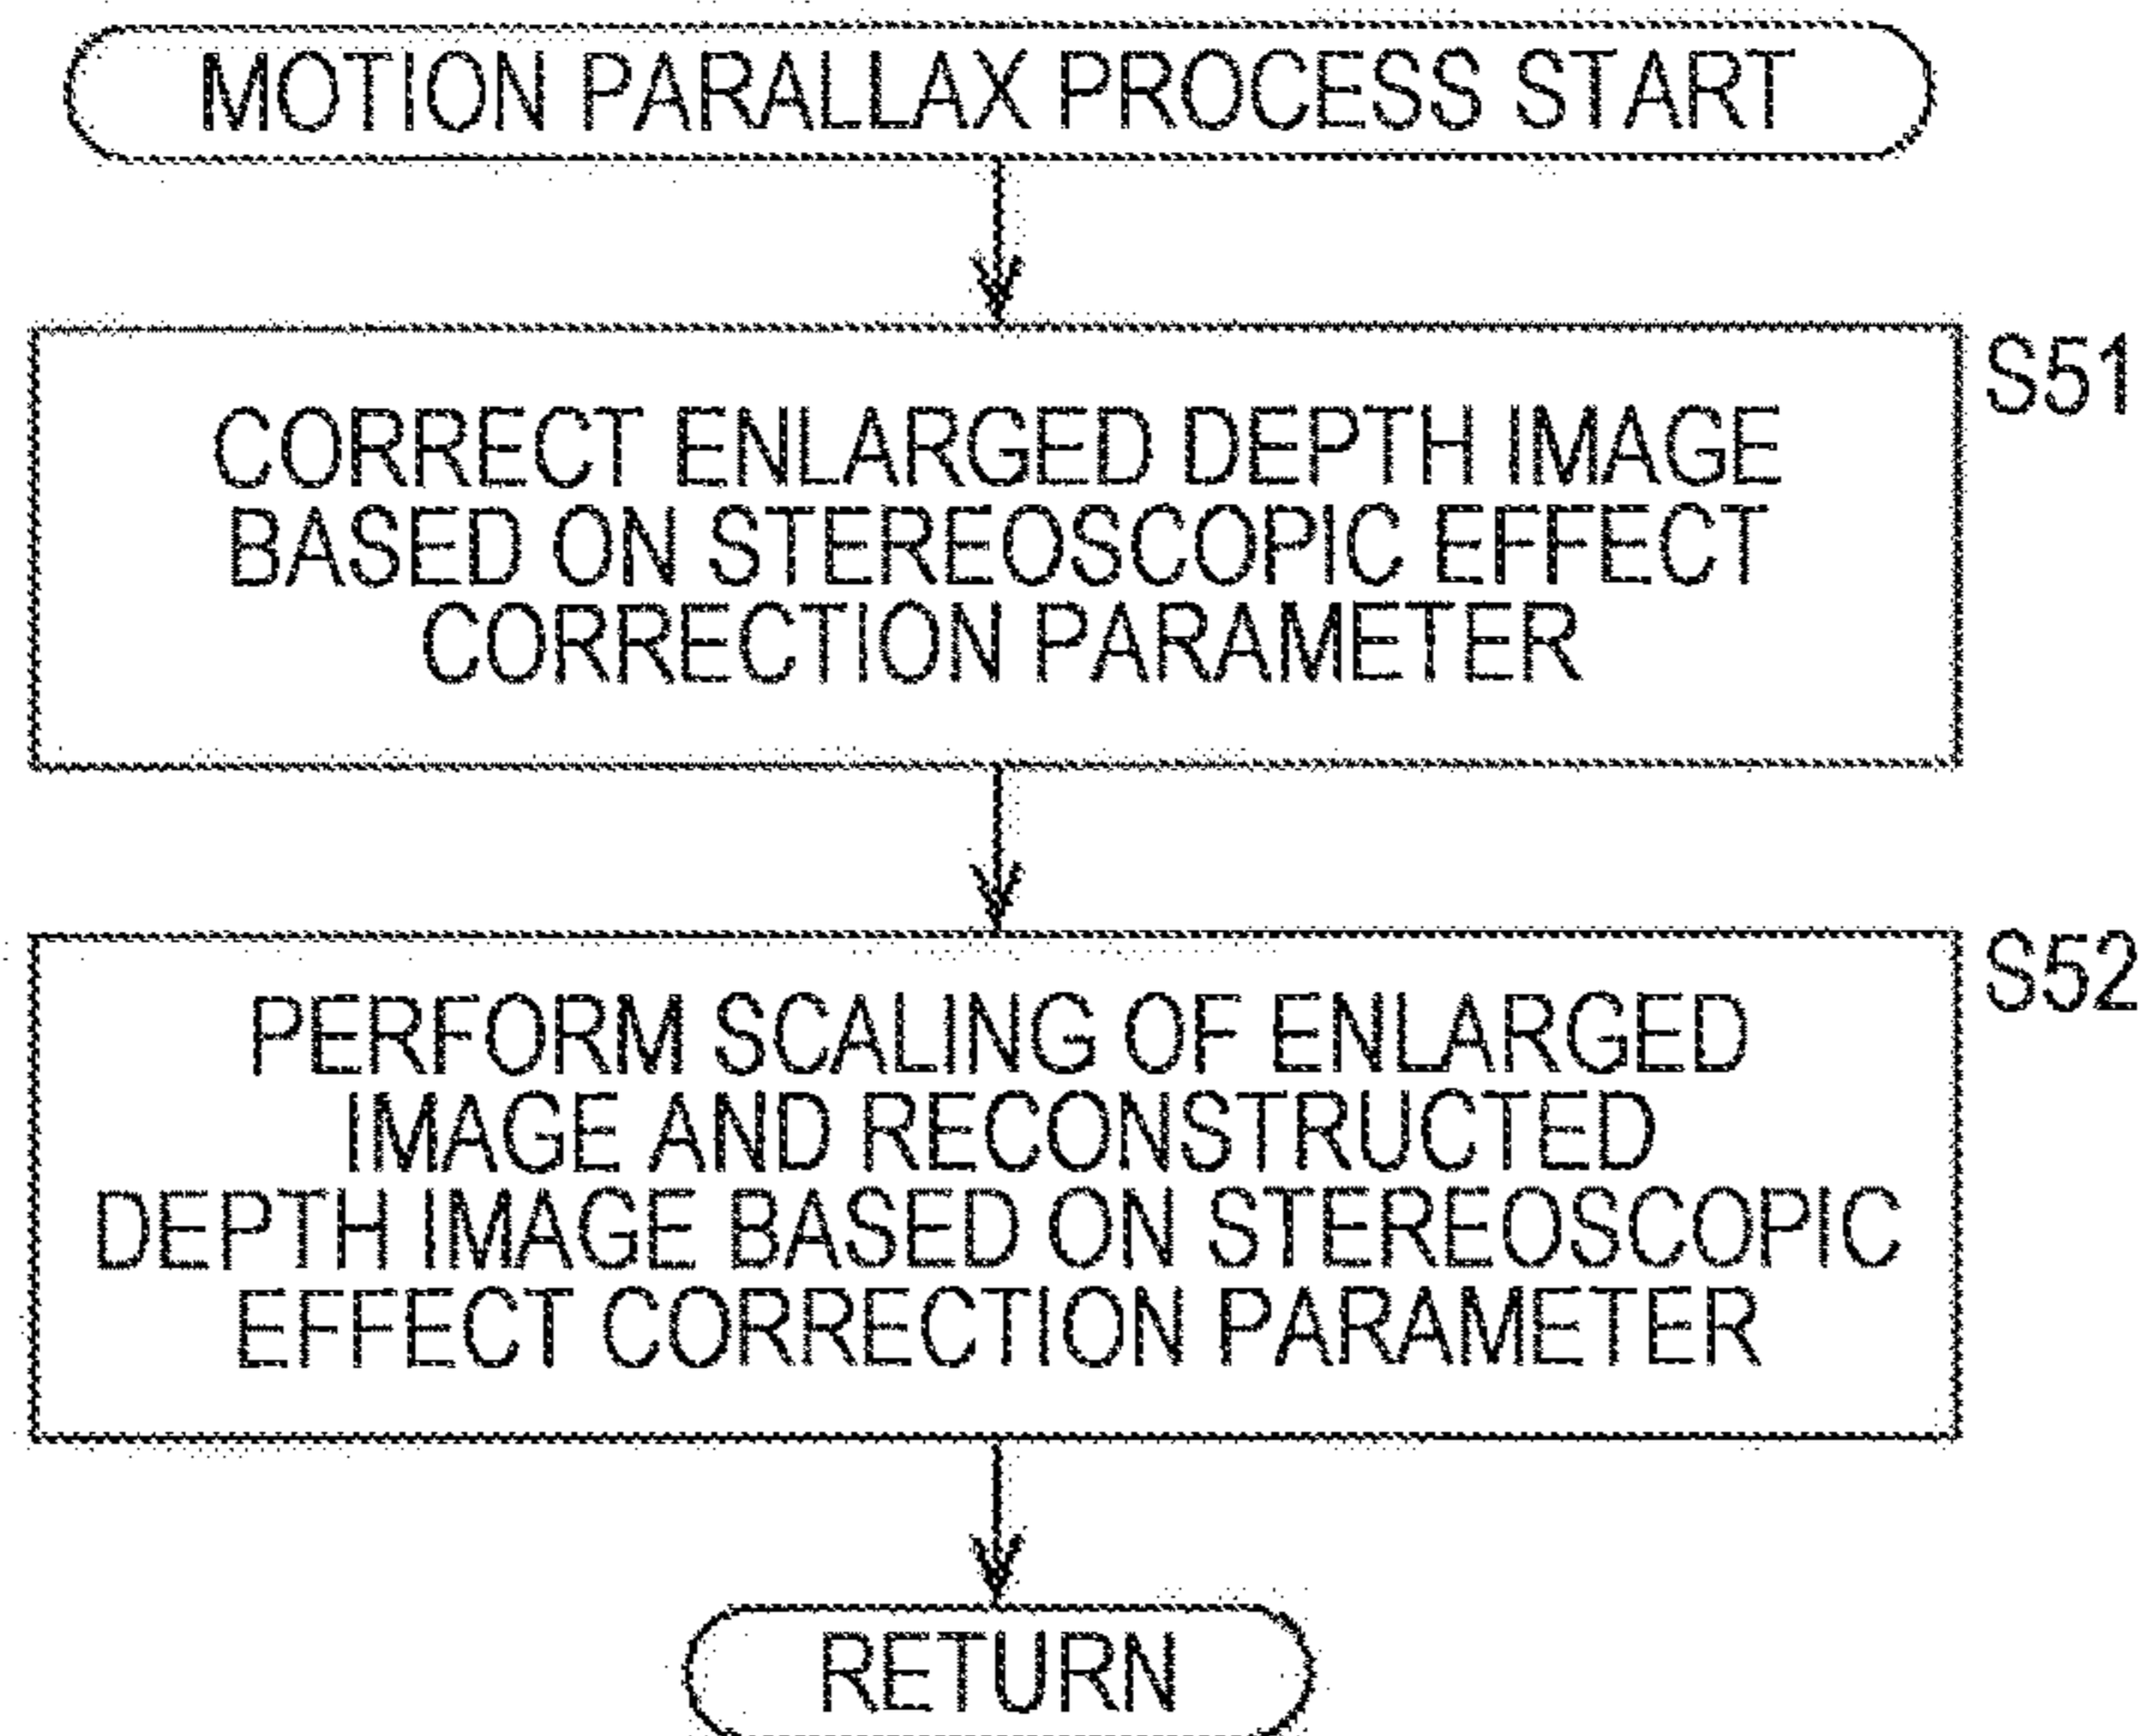 MOTION PARALLAX PROCESS START
S51
CORRECT ENLARGED DEPTH IMAGE
BASED ON STEREOSCOPIC EFFECT
CORRECTION PARAMETER
S52
PERFORM SCALING OF ENLARGED
IMAGE AND RECONSTRUCTED
DEPTH IMAGE BASED ON STEREOSCOPIC
EFFECT CORRECTION PARAMETER
RETURN